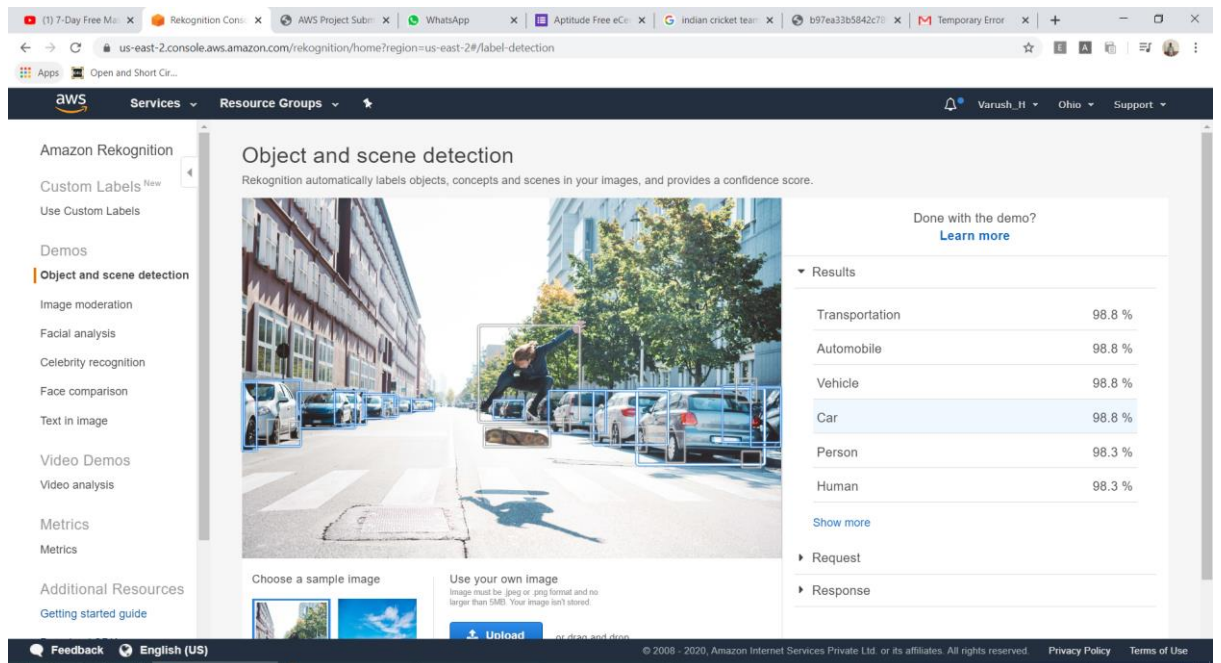 (1) 7-Day Free Ma
Rekognition Cons
AWS Project Subm
WhatsApp
Aptitude Free eCe
indian cricket team
b97ea33b5842c7
Temporary Error
us-east-2.console.aws.amazon.com/rekognition/home?region=us-east-2#/label-detection
Apps
Open and Short Cir...
aws
Services
Resource Groups
Varush_H
Ohio
Support
Amazon Rekognition
Custom Labels New
Use Custom Labels
Demos
Object and scene detection
Image moderation
Facial analysis
Celebrity recognition
Face comparison
Text in image
Video Demos
Video analysis
Metrics
Metrics
Additional Resources
Getting started guide
Object and scene detection
Rekognition automatically labels objects, concepts and scenes in your images, and provides a confidence score.
Choose a sample image
Use your own image
Image must be .jpeg or .png format and no
larger than 5MB. Your image isn't stored
Upload
or drag and drop
Done with the demo?
Learn more
Results
Transportation 98.8 %
Automobile 98.8 %
Vehicle 98.8 %
Car 98.8 %
Person 98.3 %
Human 98.3 %
Show more
Request
Response
Feedback
English (US)
© 2008 - 2020, Amazon Internet Services Private Ltd. or its affiliates. All rights reserved.
Privacy Policy
Terms of Use